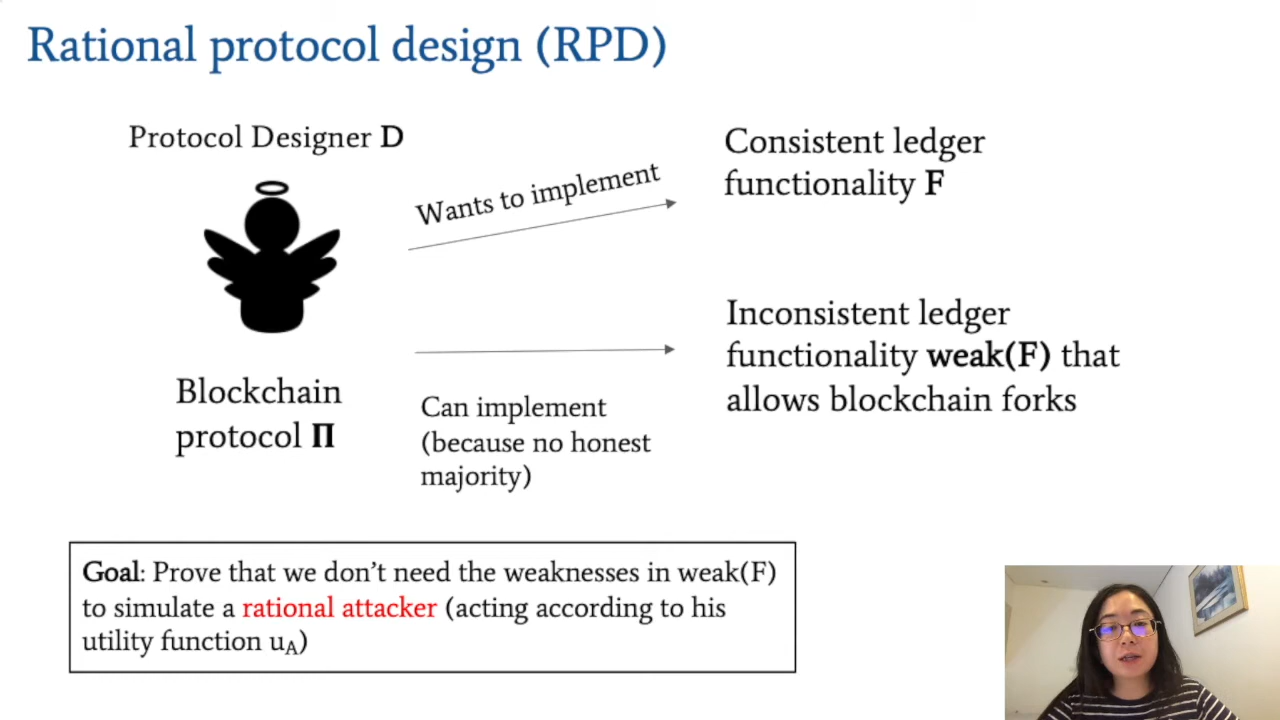 Rational protocol design (RPD)
Protocol Designer D
Wants to implement
Consistent ledger
functionality F
Blockchain
protocol Π
Can implement
(because no honest
majority)
Inconsistent ledger
functionality weak(F) that
allows blockchain forks
Goal: Prove that we don't need the weaknesses in weak(F)
to simulate a rational attacker (acting according to his
utility function uA)